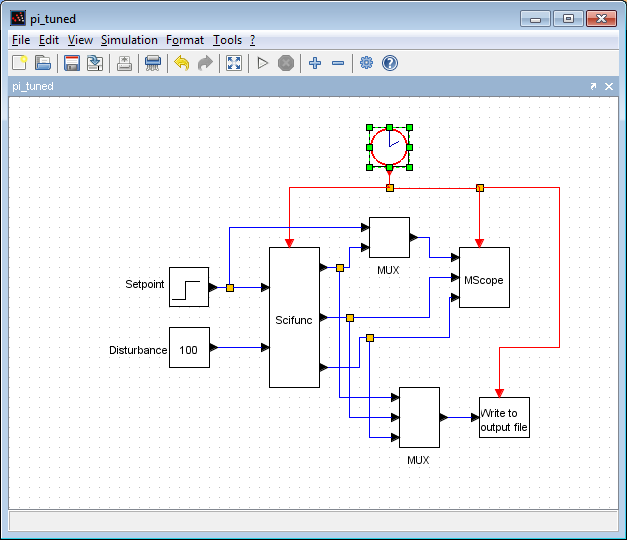 pi_tuned
File Edit View Simulation Format Tools ?
pi_tuned
MUX
Setpoint
MScope
Scifunc
Disturbance
100
Write to
output file
MUX